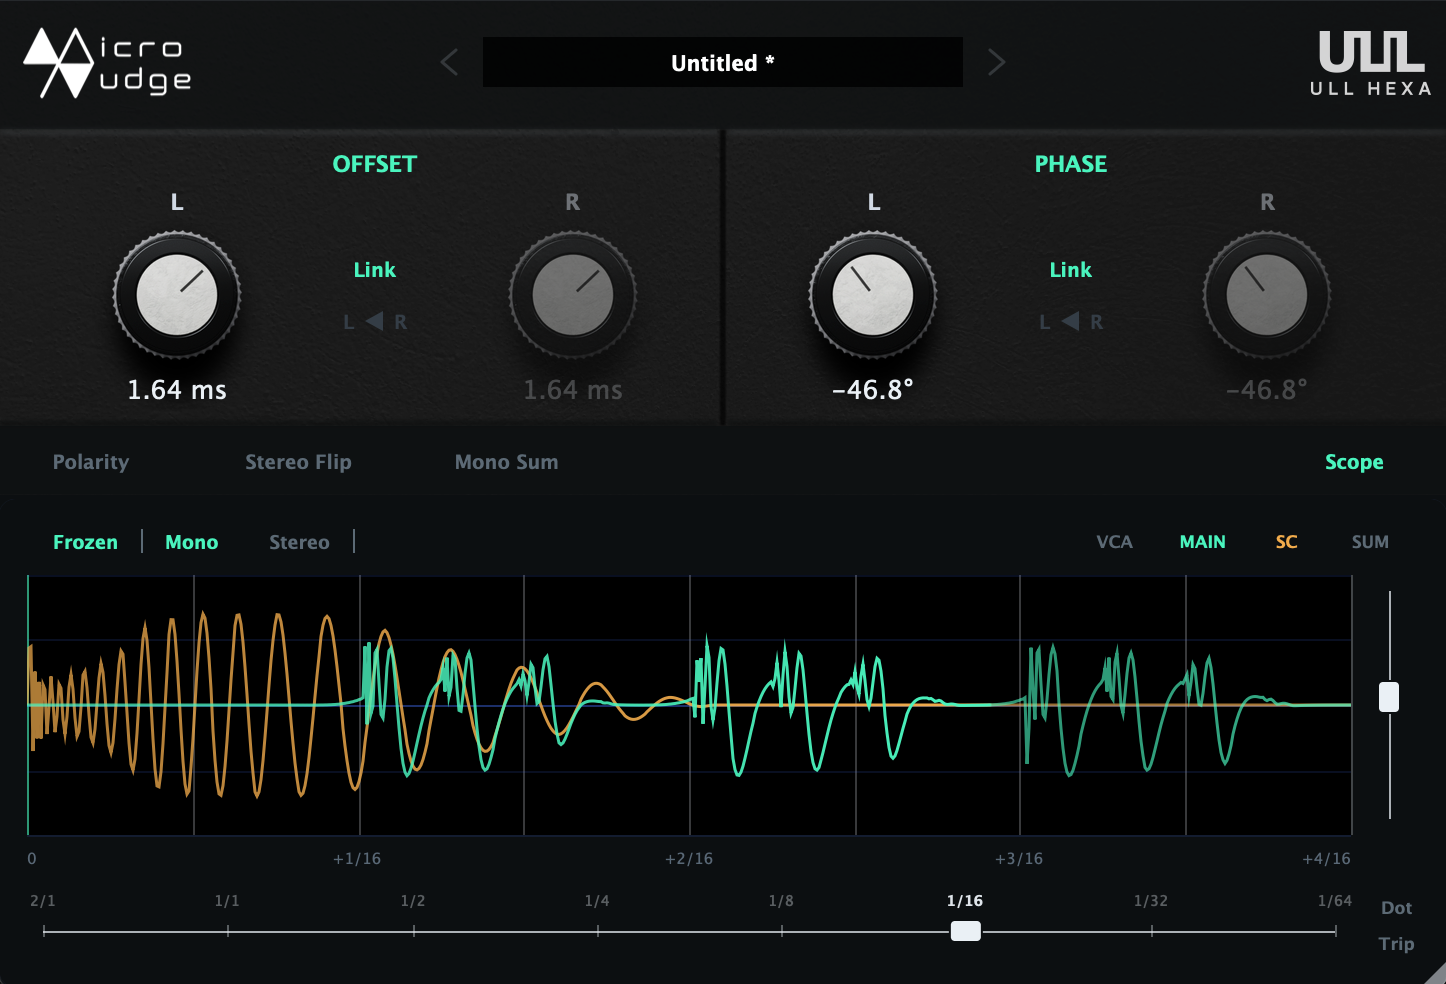 icro
udge
Untitled *
ULL
ULL HEXA
OFFSET
PHASE
L
R
L
R
Link
Link
L ◀ R
L ◀ R
1.64 ms
1.64 ms
−46.8°
−46.8°
Polarity
Stereo Flip
Mono Sum
Scope
Frozen
Mono
Stereo
VCA
MAIN
SC
SUM
0
+1/16
+2/16
+3/16
+4/16
2/1
1/1
1/2
1/4
1/8
1/16
1/32
1/64
Dot
Trip